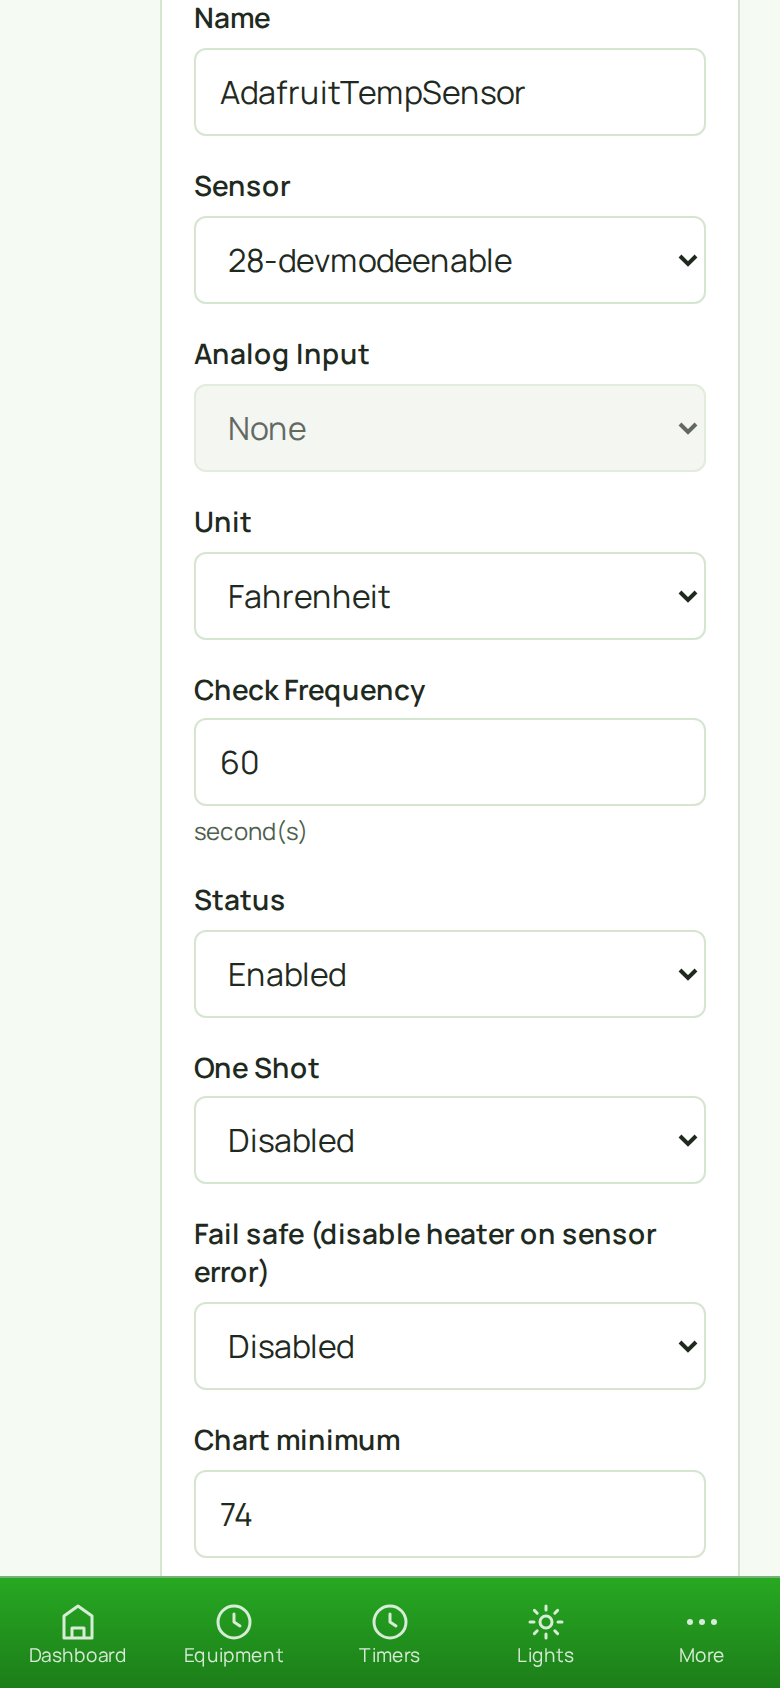 Name
AdafruitTempSensor
Sensor
28-devmodeenable
Analog Input
None
Unit
Fahrenheit
Check Frequency
60
second(s)
Status
Enabled
One Shot
Disabled
Fail safe (disable heater on sensor
error)
Disabled
Chart minimum
74
Dashboard
Equipment
Timers
Lights
More